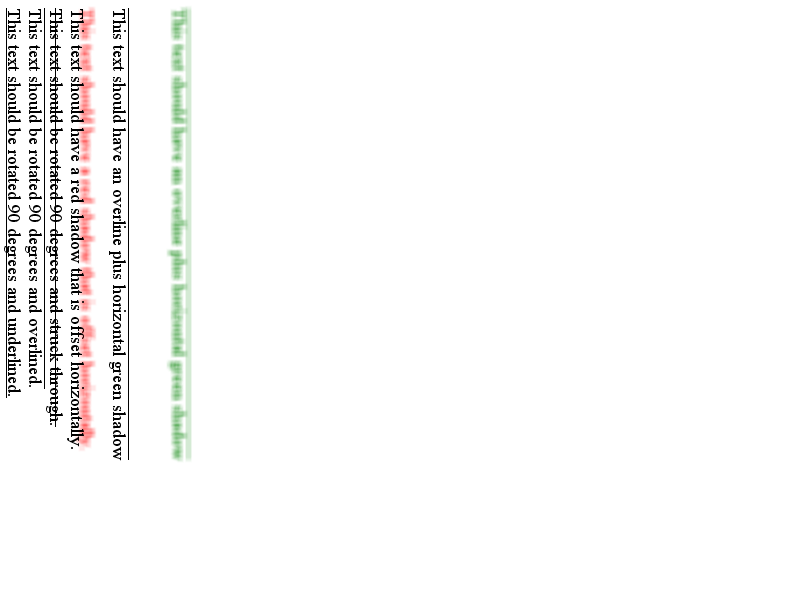 This text should be rotated 90 degrees and underlined.
This text should be rotated 90 degrees and overlined.
This text should be rotated 90 degrees and struck through.
This text should have a red shadow that is offset horizontally.
This text should have an overline plus horizontal green shadow